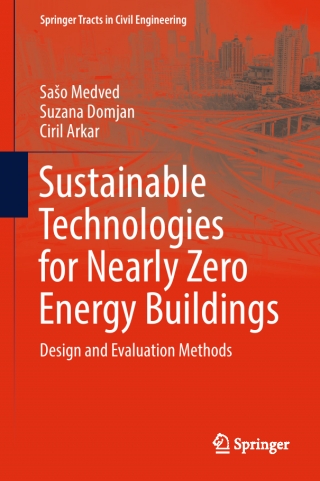 Springer Tracts in Civil Engineering
Sašo Medved
Suzana Domjan
Ciril Arkar
Sustainable
Technologies
for Nearly Zero
Energy Buildings
Design and Evaluation Methods
Springer